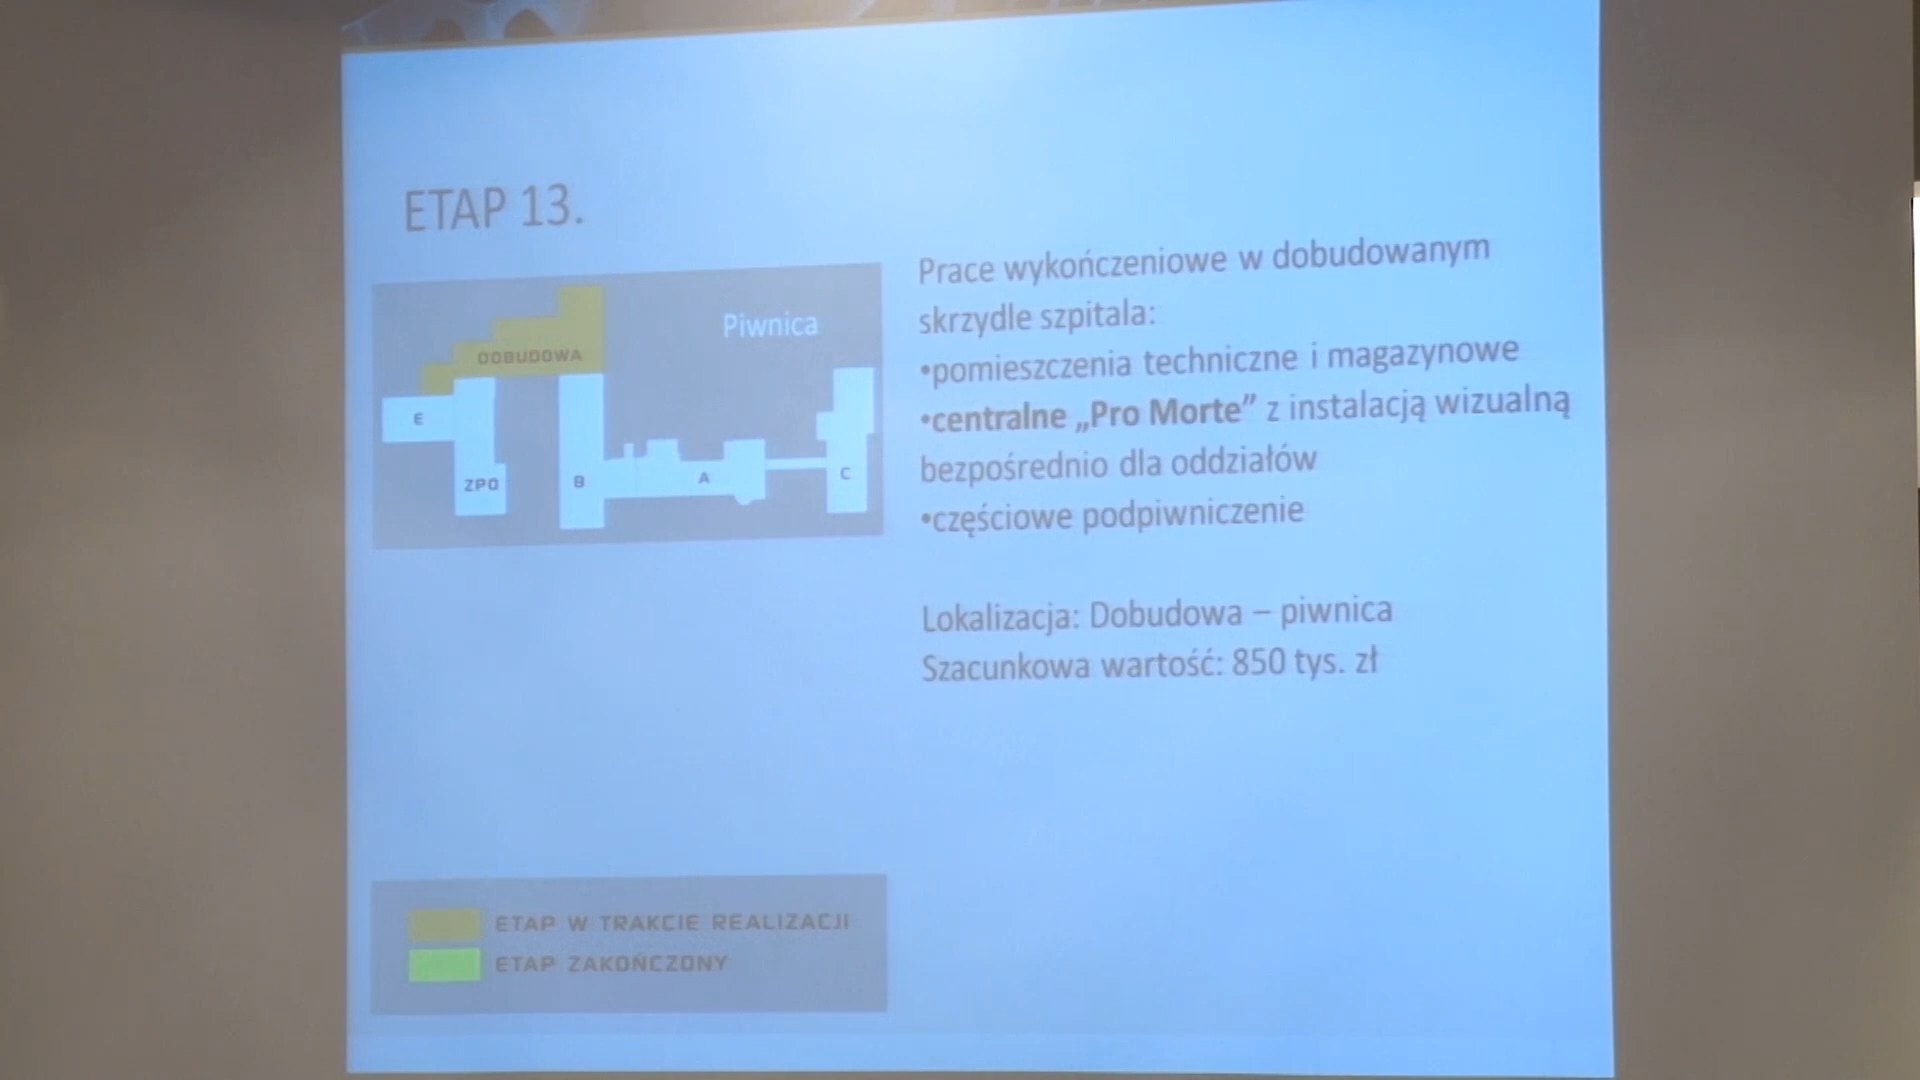 ETAP 13.
Piwnica
DOBUDOWA
E
ZPO
B
A
C
Prace wykończeniowe w dobudowanym
skrzydle szpitala:
•pomieszczenia techniczne i magazynowe
•centralne „Pro Morte” z instalacją wizualną
bezpośrednio dla oddziałów
•częściowe podpiwniczenie
Lokalizacja: Dobudowa – piwnica
Szacunkowa wartość: 850 tys. zł
ETAP W TRAKCIE REALIZACJI
ETAP ZAKOŃCZONY